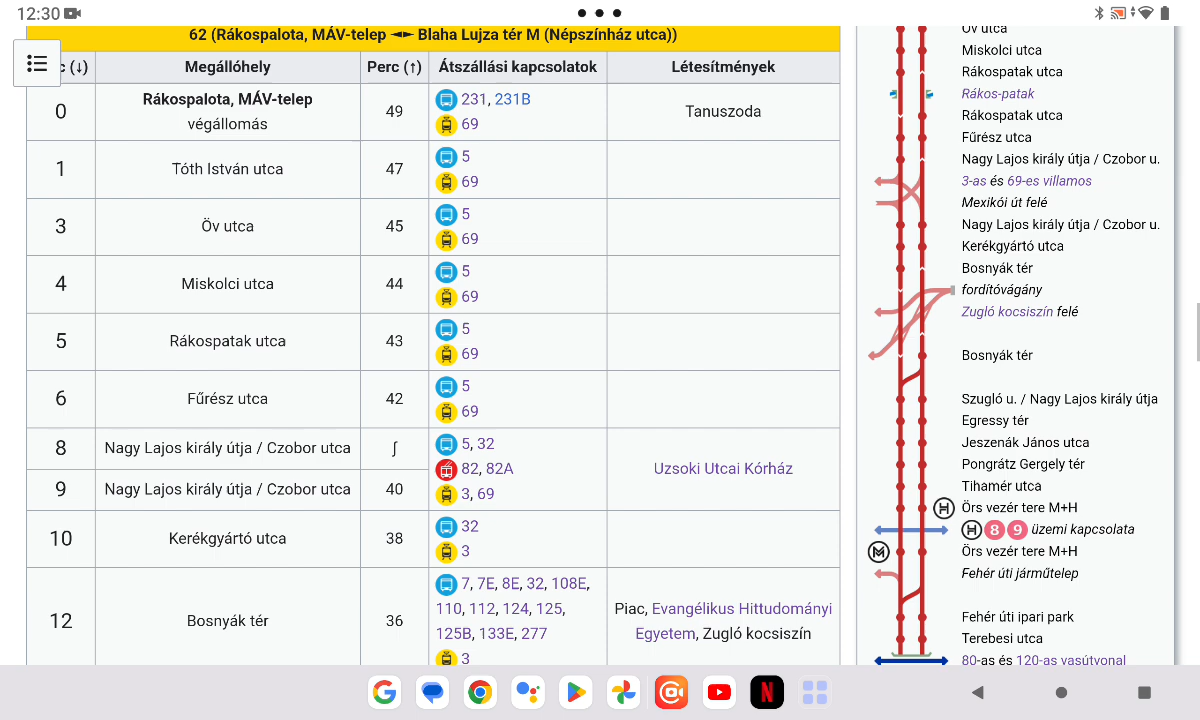 12:30
62 (Rákospalota, MÁV-telep ◄► Blaha Lujza tér M (Népszínház utca))
c (↓) Megállóhely Perc (↑) Átszállási kapcsolatok Létesítmények
0 Rákospalota, MÁV-telep végállomás 49 231, 231B 69 Tanuszoda
1 Tóth István utca 47 5 69
3 Öv utca 45 5 69
4 Miskolci utca 44 5 69
5 Rákospatak utca 43 5 69
6 Fűrész utca 42 5 69
8 Nagy Lajos király útja / Czobor utca ∫ 5, 32
82, 82A Uzsoki Utcai Kórház
9 Nagy Lajos király útja / Czobor utca 40 3, 69
10 Kerékgyártó utca 38 32 3
12 Bosnyák tér 36 7, 7E, 8E, 32, 108E,
110, 112, 124, 125,
125B, 133E, 277
3
Piac, Evangélikus Hittudományi
Egyetem, Zugló kocsiszín
Öv utca
Miskolci utca
Rákospatak utca
Rákos-patak
Rákospatak utca
Fűrész utca
Nagy Lajos király útja / Czobor u.
3-as és 69-es villamos
Mexikói út felé
Nagy Lajos király útja / Czobor u.
Kerékgyártó utca
Bosnyák tér
fordítóvágány
Zugló kocsiszín felé
Bosnyák tér
Szugló u. / Nagy Lajos király útja
Egressy tér
Jeszenák János utca
Pongrátz Gergely tér
Tihamér utca
H Örs vezér tere M+H
H 8 9 üzemi kapcsolata
M Örs vezér tere M+H
Fehér úti járműtelep
Fehér úti ipari park
Terebesi utca
80-as és 120-as vasútvonal
G
N